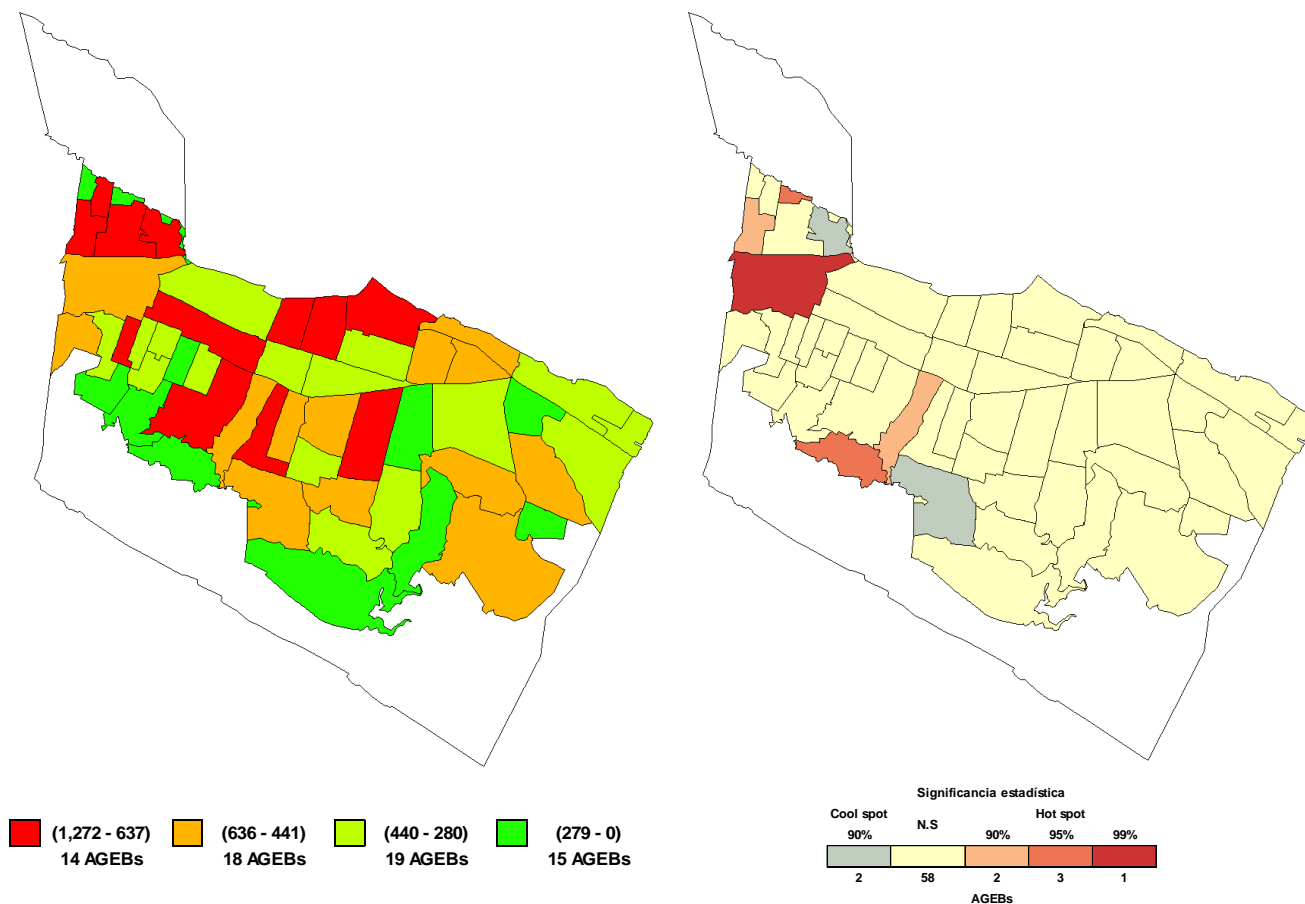 (1,272 - 637) (636 - 441) (440 - 280) (279 - 0)
14 AGEBs 18 AGEBs 19 AGEBs 15 AGEBs
Significancia estadística
Cool spot N.S Hot spot
90% 90% 95% 99%
2 58 2 3 1
AGEBs